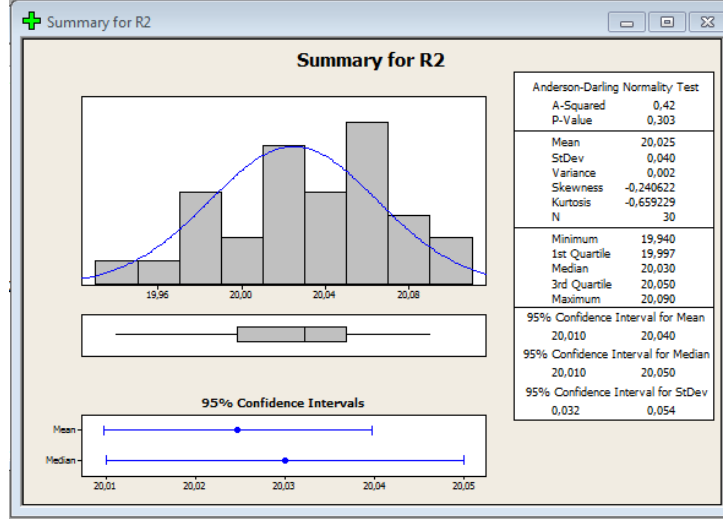 Summary for R2
Summary for R2
19,96 20,00 20,04 20,08
95% Confidence Intervals
Mean
Median
20,01 20,02 20,03 20,04 20,05
Anderson-Darling Normality Test
A-Squared 0,42
P-Value 0,303
Mean 20,025
StDev 0,040
Variance 0,002
Skewness -0,240622
Kurtosis -0,659229
N 30
Minimum 19,940
1st Quartile 19,997
Median 20,030
3rd Quartile 20,050
Maximum 20,090
95% Confidence Interval for Mean
20,010 20,040
95% Confidence Interval for Median
20,010 20,050
95% Confidence Interval for StDev
0,032 0,054